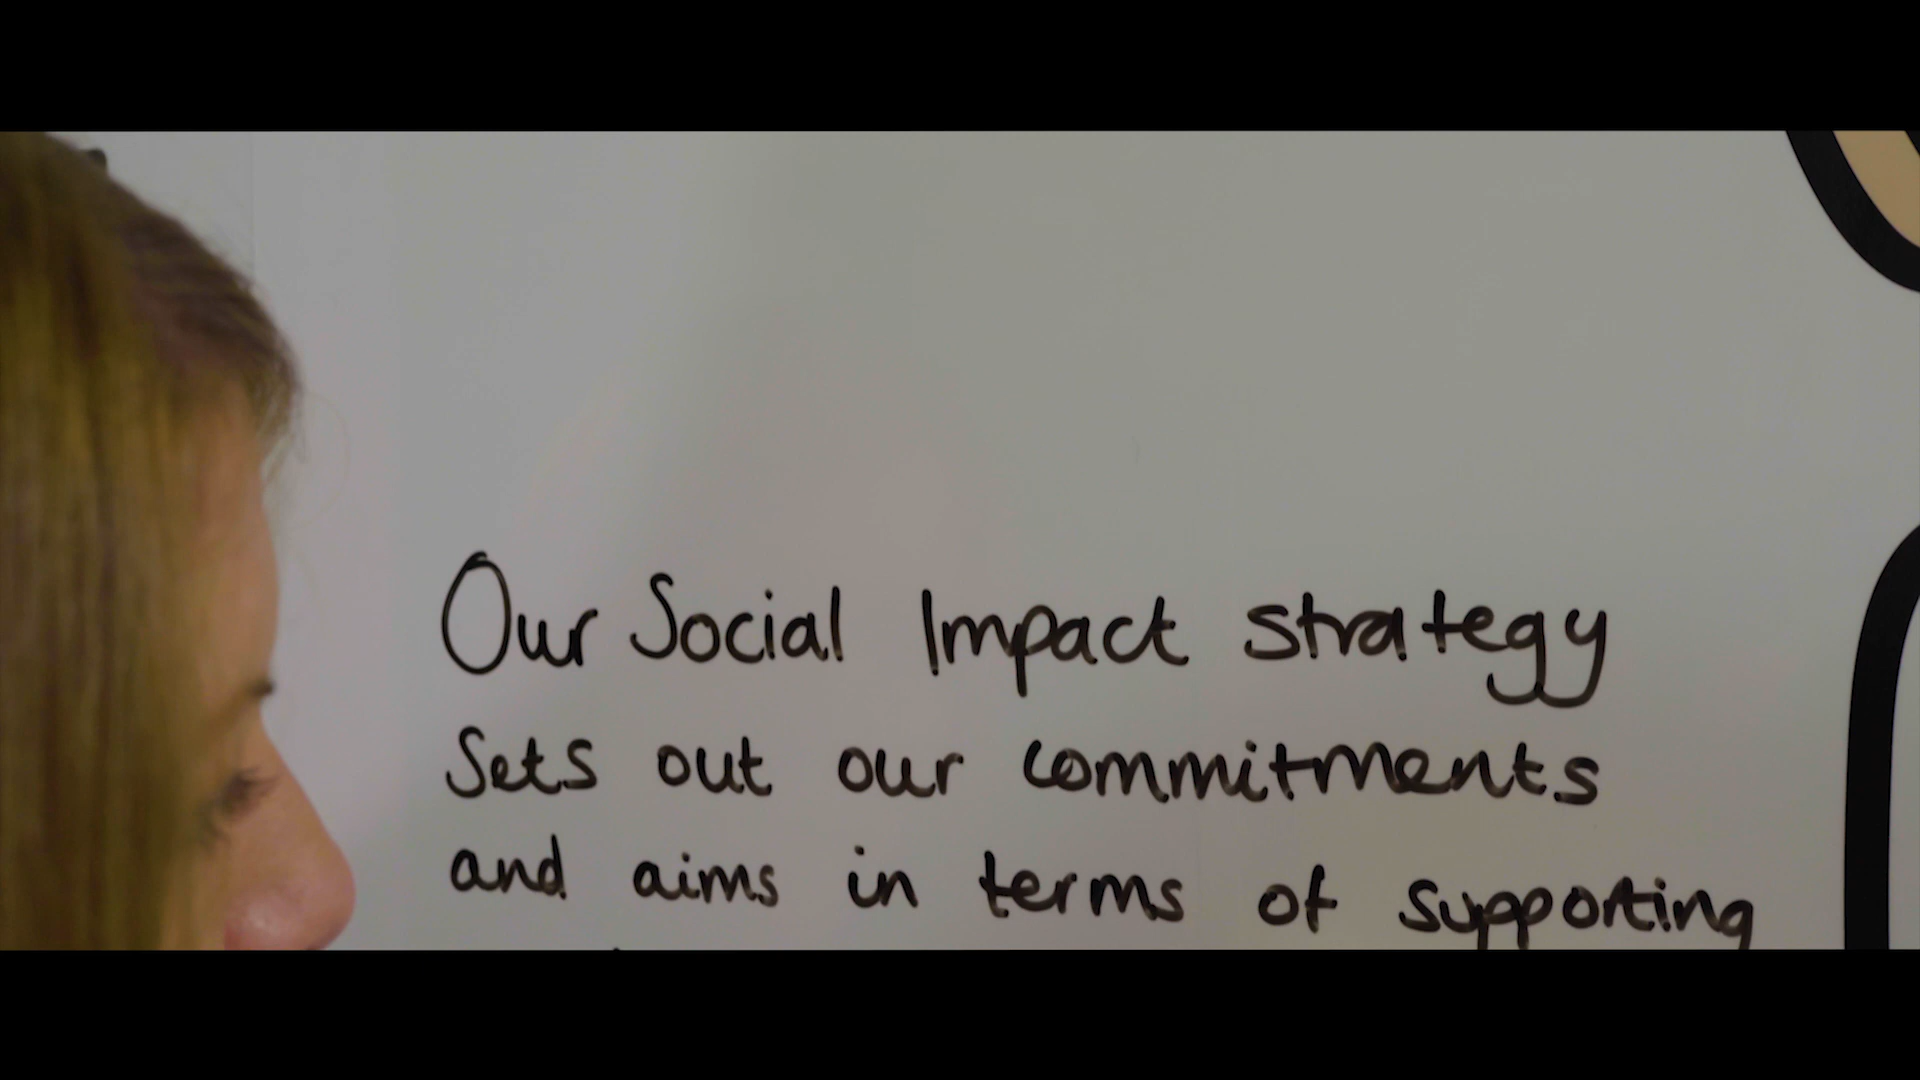 Our Social Impact strategy
Sets out our commitments
and aims in terms of supporting